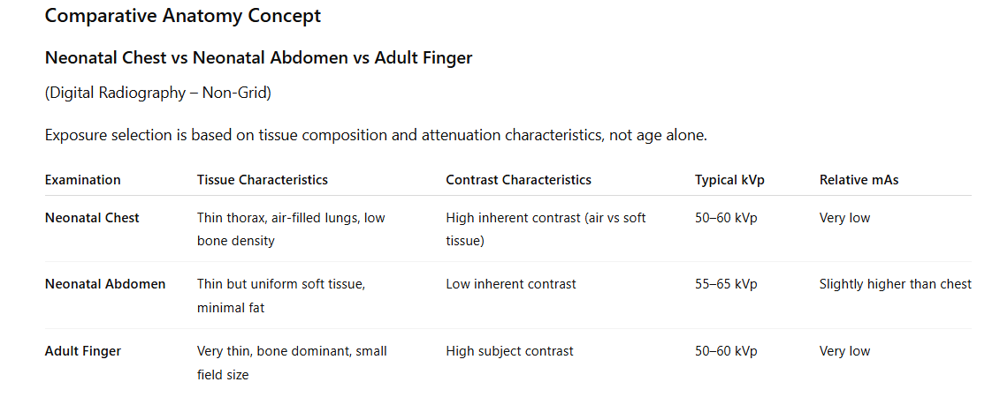 Comparative Anatomy Concept
Neonatal Chest vs Neonatal Abdomen vs Adult Finger
(Digital Radiography – Non-Grid)
Exposure selection is based on tissue composition and attenuation characteristics, not age alone.
Examination Tissue Characteristics Contrast Characteristics Typical kVp Relative mAs
Neonatal Chest Thin thorax, air-filled lungs, low High inherent contrast (air vs soft 50–60 kVp Very low
bone density tissue)
Neonatal Abdomen Thin but uniform soft tissue, Low inherent contrast 55–65 kVp Slightly higher than chest
minimal fat
Adult Finger Very thin, bone dominant, small High subject contrast 50–60 kVp Very low
field size